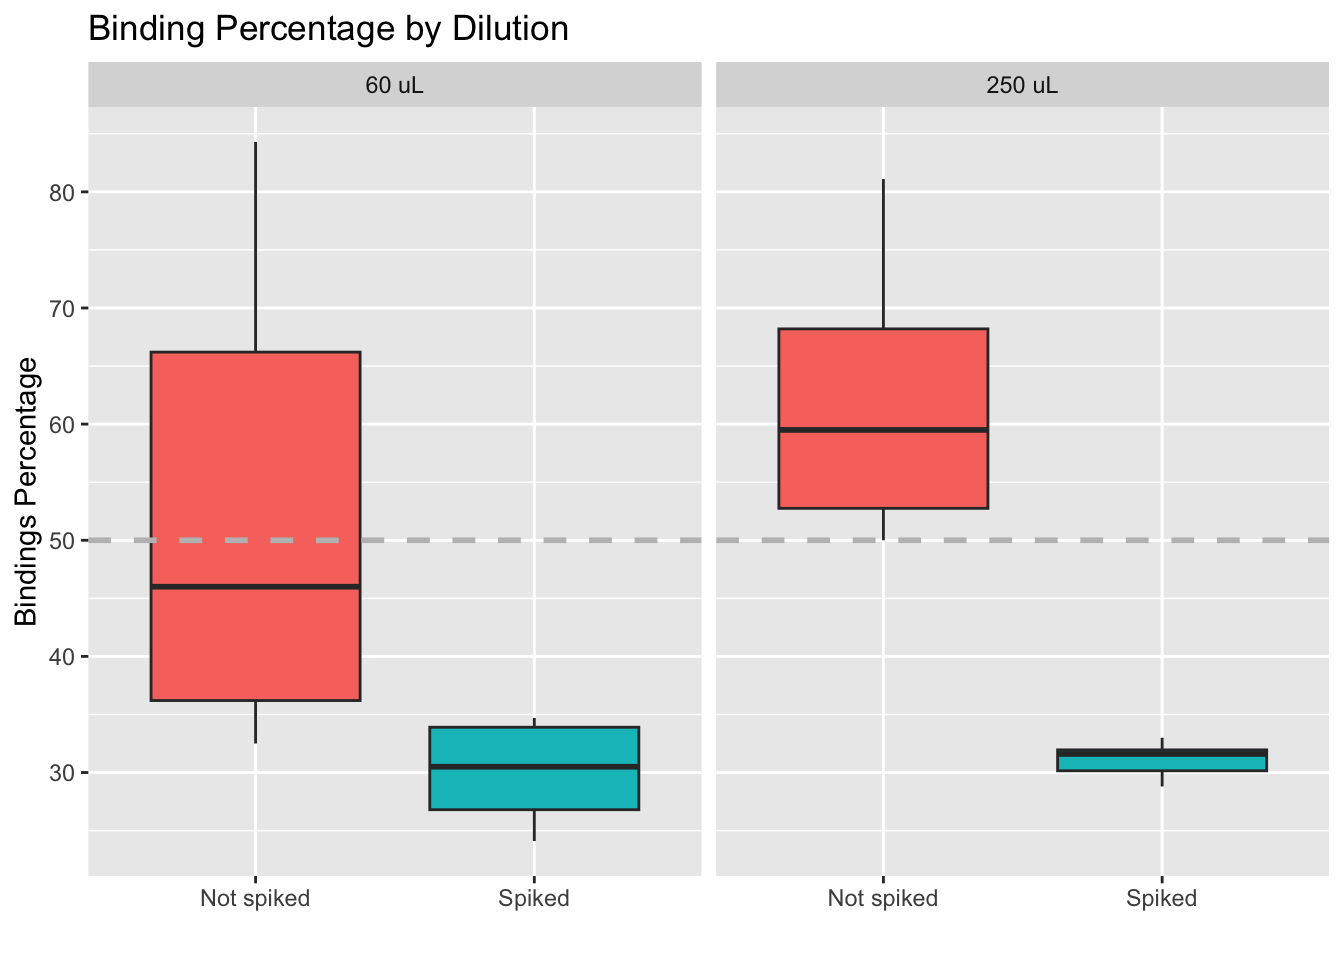 Binding Percentage by Dilution
60 uL
250 uL
Bindings Percentage
80
70
60
50
40
30
Not spiked
Spiked
Not spiked
Spiked